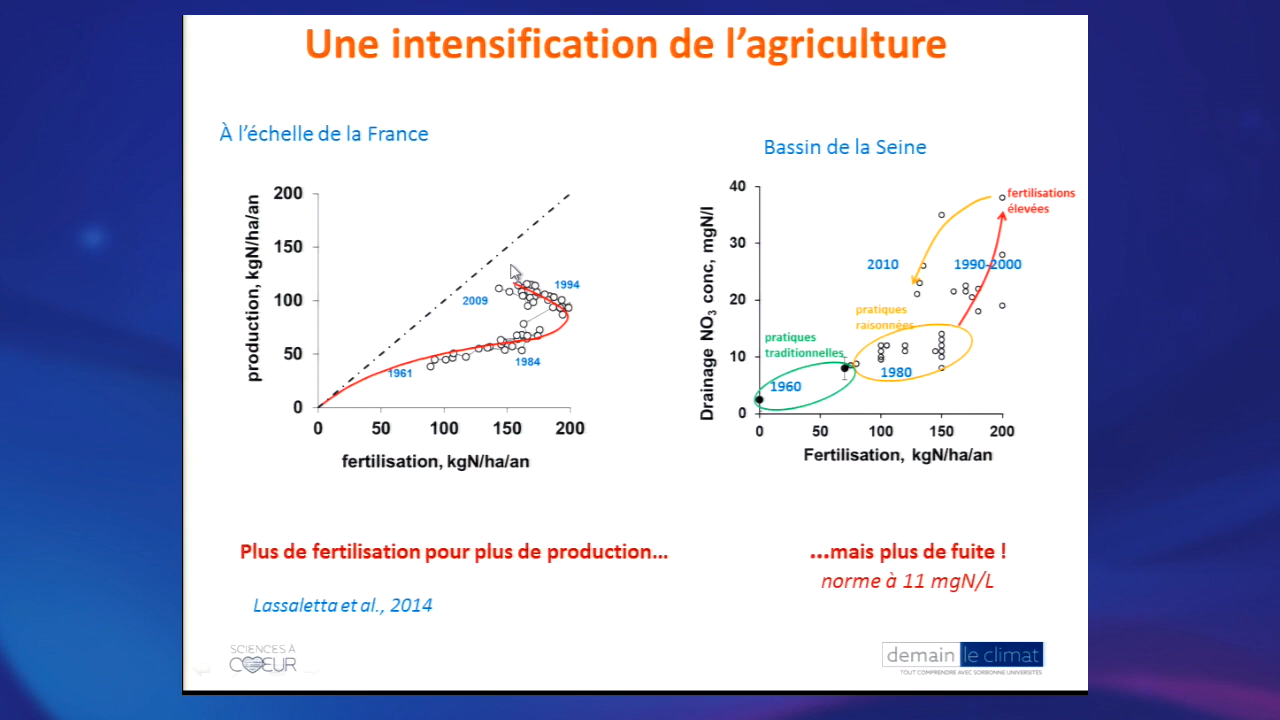 Une intensification de l'agriculture
À l'échelle de la France
production, kgN/ha/an
200
150
100
50
0
0 50 100 150 200
fertilisation, kgN/ha/an
1994
2009
1984
1961
Bassin de la Seine
Drainage NO3 conc, mgN/l
40
30
20
10
0
0 50 100 150 200
Fertilisation, kgN/ha/an
fertilisations
élevées
2010
1990-2000
pratiques
raisonnées
pratiques
traditionnelles
1980
1960
Plus de fertilisation pour plus de production...
...mais plus de fuite !
norme à 11 mgN/L
Lassaletta et al., 2014
SCIENCES À
CŒUR
demain le climat
TOUT COMPRENDRE AVEC SORBONNE UNIVERSITÉS